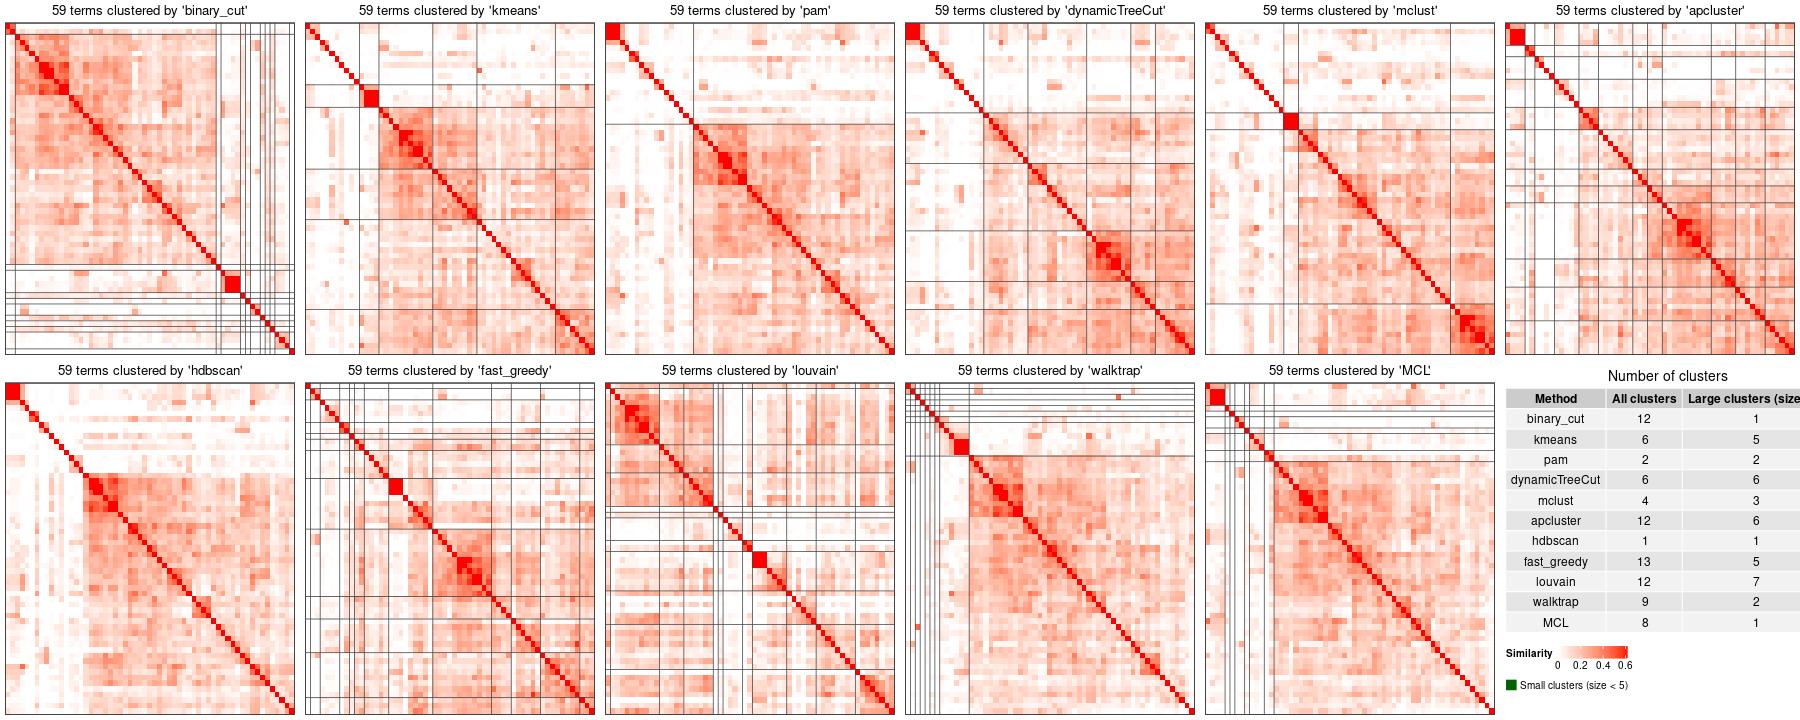 59 terms clustered by 'binary_cut'
59 terms clustered by 'kmeans'
59 terms clustered by 'pam'
59 terms clustered by 'dynamicTreeCut'
59 terms clustered by 'mclust'
59 terms clustered by 'apcluster'
59 terms clustered by 'hdbscan'
59 terms clustered by 'fast_greedy'
59 terms clustered by 'louvain'
59 terms clustered by 'walktrap'
59 terms clustered by 'MCL'
Number of clusters
Method All clusters Large clusters (size
binary_cut 12 1
kmeans 6 5
pam 2 2
dynamicTreeCut 6 6
mclust 4 3
apcluster 12 6
hdbscan 1 1
fast_greedy 13 5
louvain 12 7
walktrap 9 2
MCL 8 1
Similarity
0 0.2 0.4 0.6
Small clusters (size < 5)